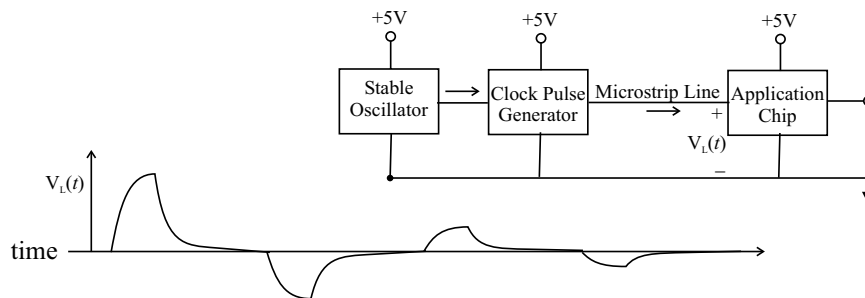 +5V
+5V
+5V
Stable
Oscillator
Clock Pulse
Generator
Microstrip Line
Application
Chip
+
V_L(t)
–
V_L(t)
time